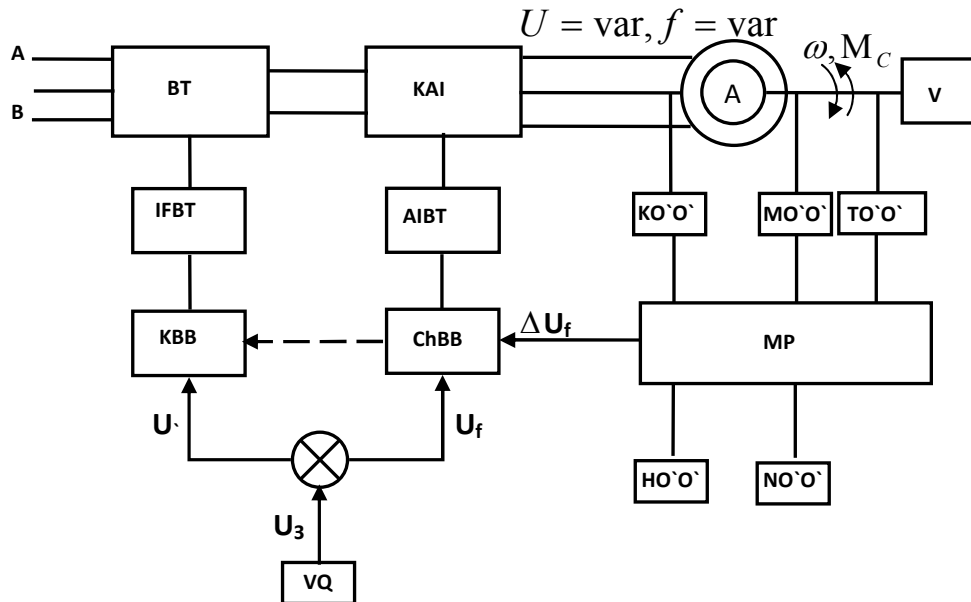 U = var, f = var
A
B
BT
KAI
A
ω, M_C
V
IFBT
AIBT
KO`O`
MO`O`
TO`O`
KBB
ChBB
ΔU_f
MP
U`
U_f
HO`O`
NO`O`
U_3
VQ